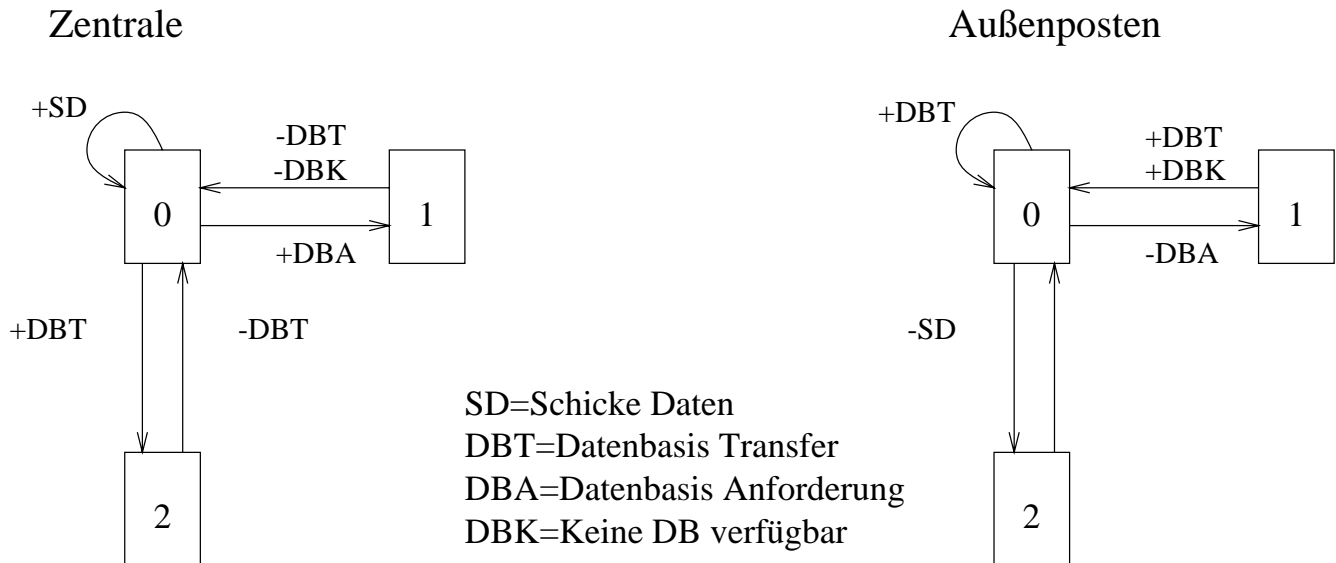 Zentrale
Außenposten
+SD
-DBT
-DBK
0
1
+DBA
+DBT
-DBT
2
+DBT
+DBT
+DBK
0
1
-DBA
-SD
2
SD=Schicke Daten
DBT=Datenbasis Transfer
DBA=Datenbasis Anforderung
DBK=Keine DB verfügbar